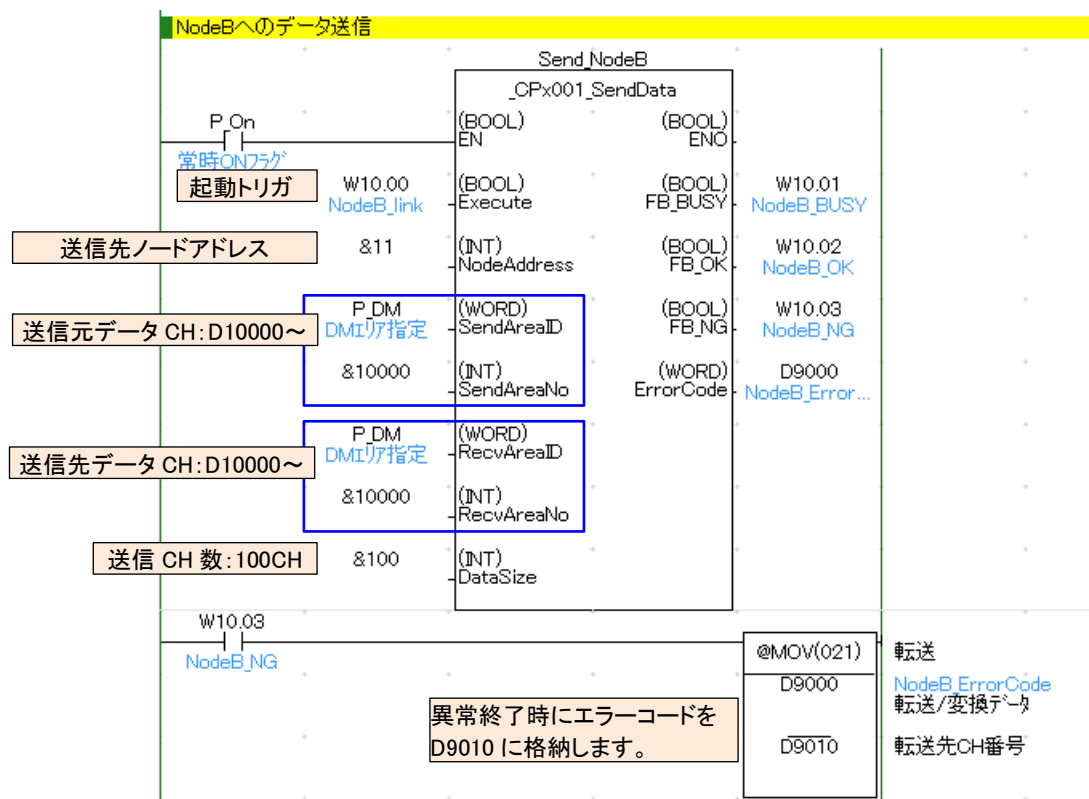 NodeBへのデータ送信
Send_NodeB
_CPx001_SendData
P_On
常時ONフラグ
(BOOL)
EN
(BOOL)
ENO
起動トリガ
W10.00
NodeB_link
(BOOL)
Execute
(BOOL)
FB_BUSY
W10.01
NodeB_BUSY
送信先ノードアドレス
&11
(INT)
NodeAddress
(BOOL)
FB_OK
W10.02
NodeB_OK
送信元データ CH:D10000～
P_DM
DMエリア指定
(WORD)
SendAreaID
(BOOL)
FB_NG
W10.03
NodeB_NG
&10000
(INT)
SendAreaNo
(WORD)
ErrorCode
D9000
NodeB_Error...
送信先データ CH:D10000～
P_DM
DMエリア指定
(WORD)
RecvAreaID
&10000
(INT)
RecvAreaNo
送信 CH 数:100CH
&100
(INT)
DataSize
W10.03
NodeB_NG
@MOV(021)
転送
D9000
NodeB_ErrorCode
転送/変換データ
異常終了時にエラーコードを
D9010 に格納します。
D9010
転送先CH番号